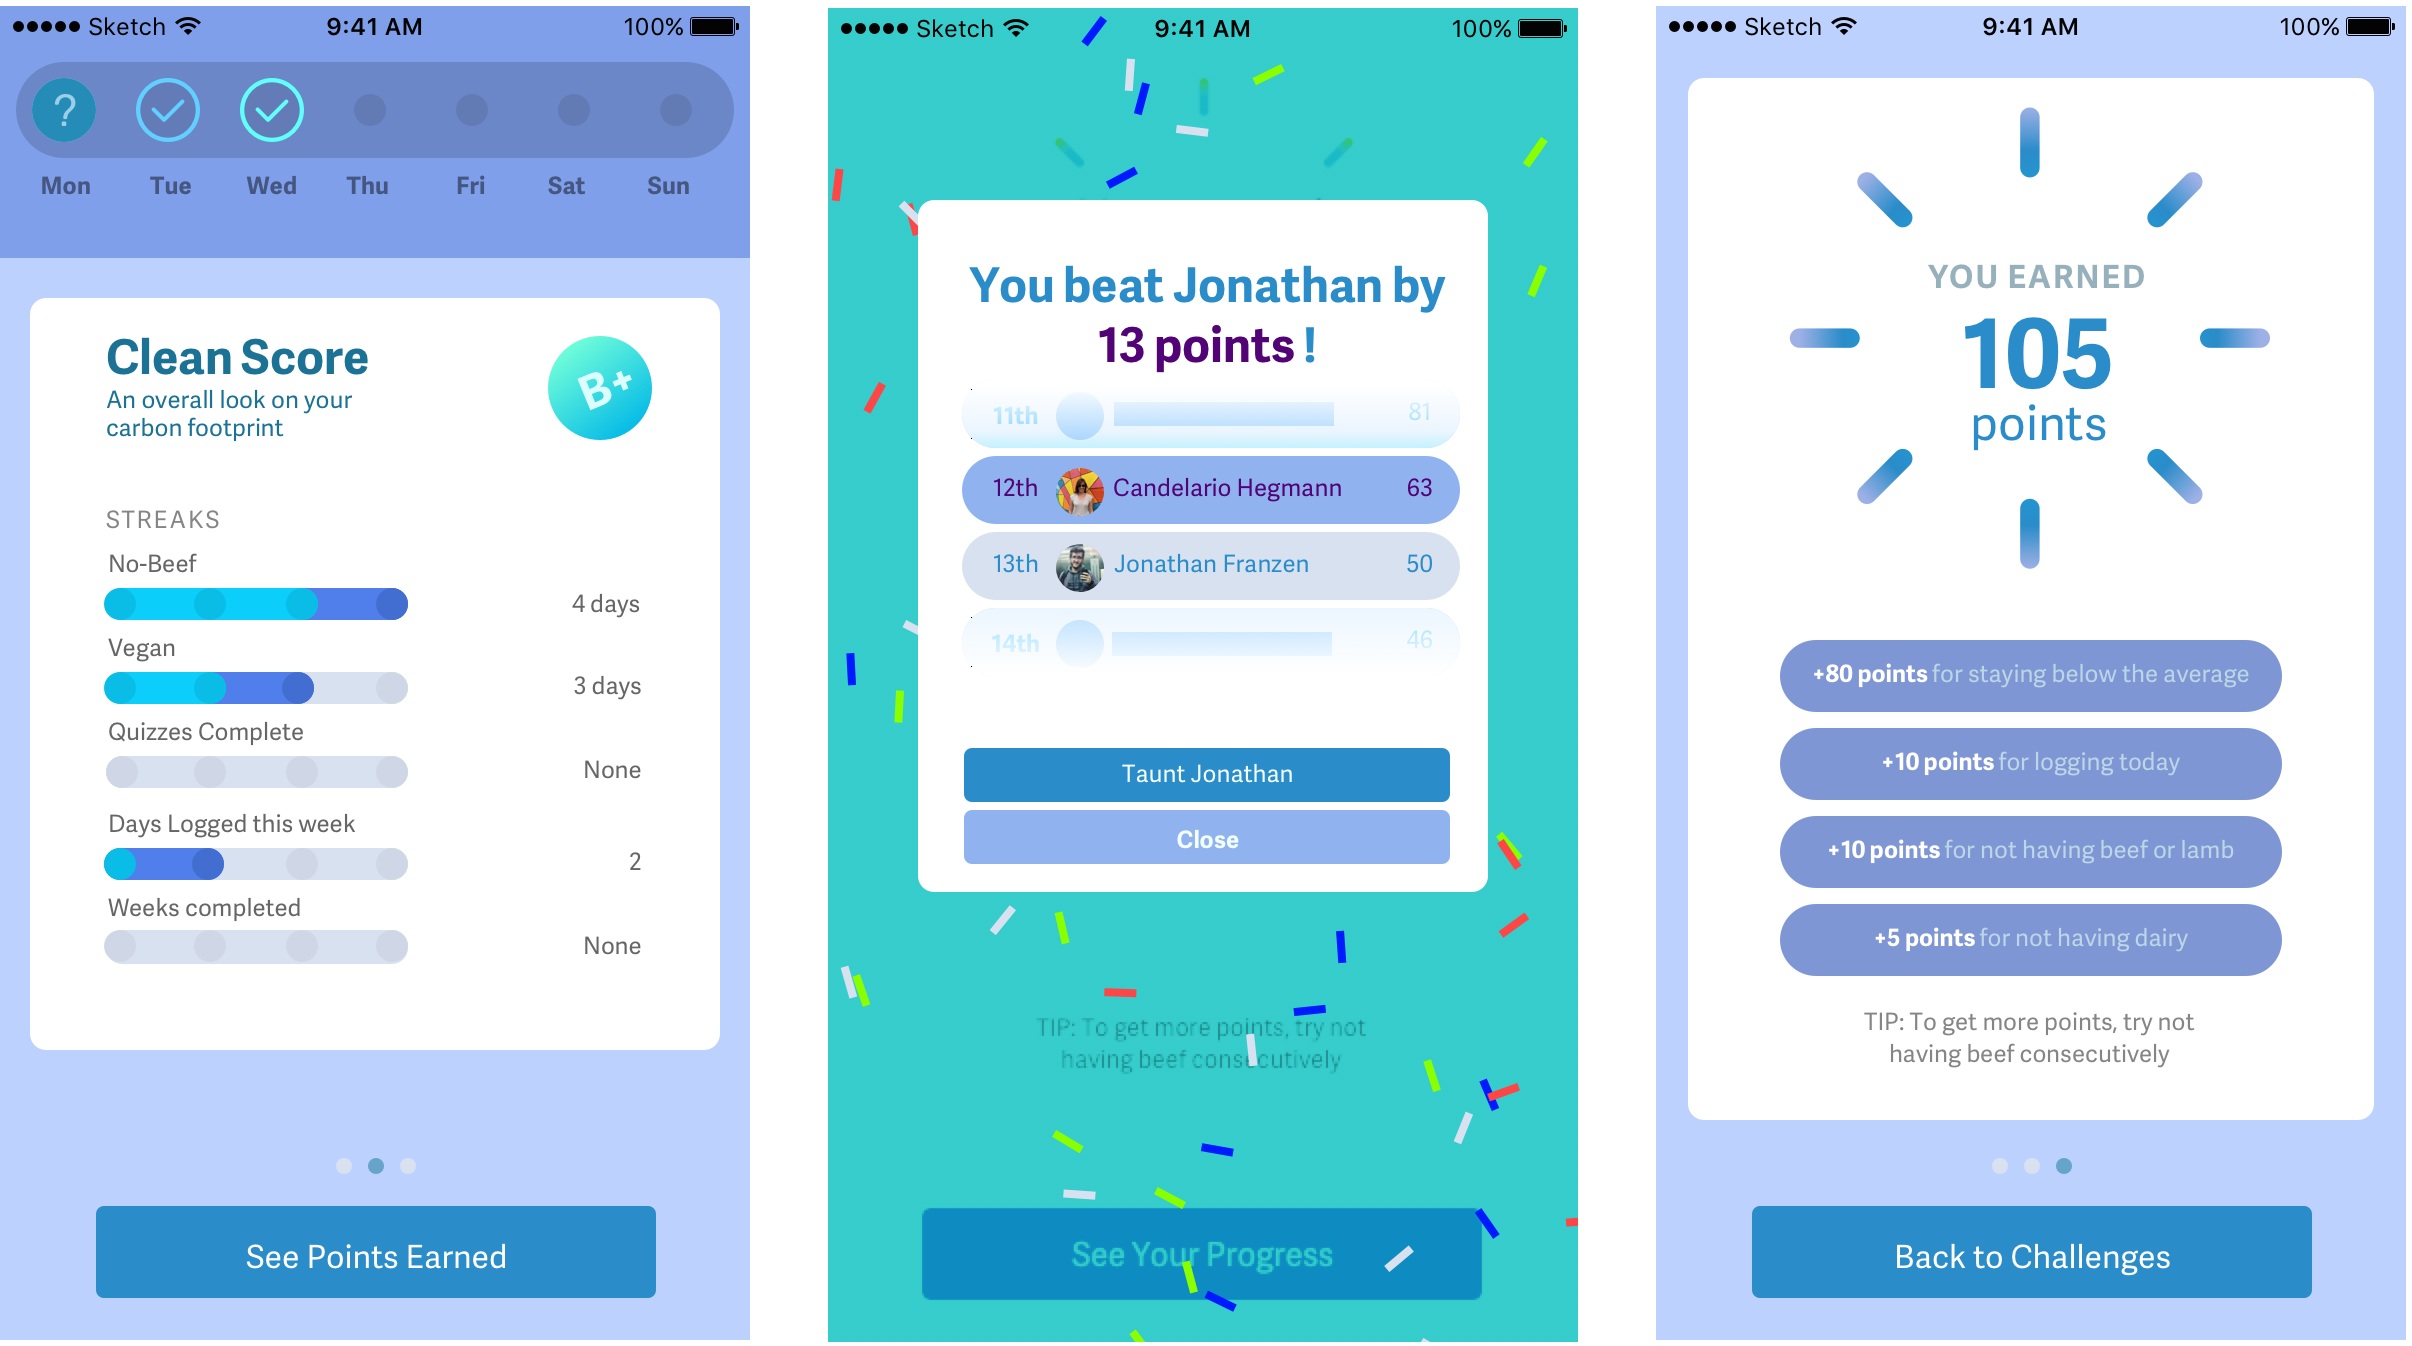 Sketch 9:41 AM 100%
?
Mon Tue Wed Thu Fri Sat Sun
Clean Score
An overall look on your
carbon footprint
B+
STREAKS
No-Beef
4 days
Vegan
3 days
Quizzes Complete
None
Days Logged this week
2
Weeks completed
None
See Points Earned
Sketch 9:41 AM 100%
You beat Jonathan by
13 points !
11th 81
12th Candelario Hegmann 63
13th Jonathan Franzen 50
14th 46
Taunt Jonathan
Close
TIP: To get more points, try not
having beef consecutively
See Your Progress
Sketch 9:41 AM 100%
YOU EARNED
105
points
+80 points for staying below the average
+10 points for logging today
+10 points for not having beef or lamb
+5 points for not having dairy
TIP: To get more points, try not
having beef consecutively
Back to Challenges